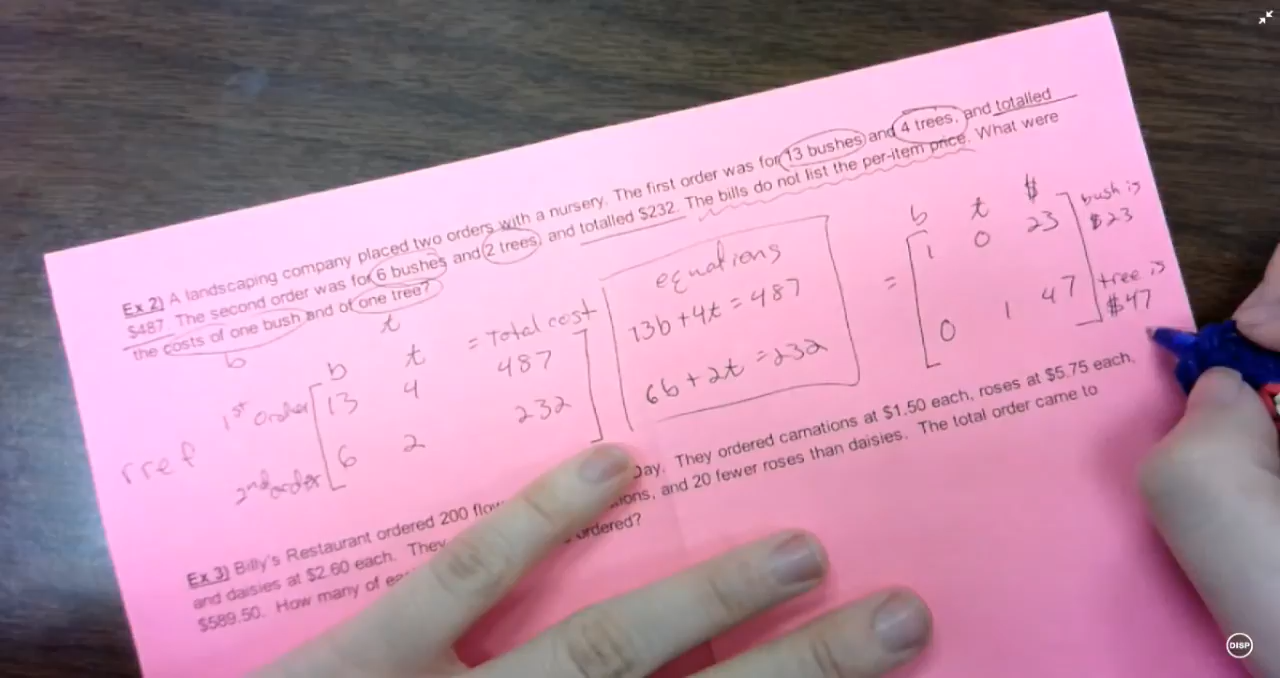 Ex 2) A landscaping company placed two orders with a nursery. The first order was for 13 bushes and 4 trees, and totalled
$487. The second order was for 6 bushes and 2 trees, and totalled $232. The bills do not list the per-item price. What were
the costs of one bush and of one tree?
b
t
b t = Total cost
1st order 13 4 487
rref
2nd order 6 2 232
equations
13b + 4t = 487
6b + 2t = 232
b t $
= 1 0 23
0 1 47
bush is
$23
tree is
$47
Ex 3) Billy's Restaurant ordered 200 Day. They ordered carnations at $1.50 each, roses at $5.75 each,
and daisies at $2.60 each. They and 20 fewer roses than daisies. The total order came to
$589.50. How many of ordered?
DISP